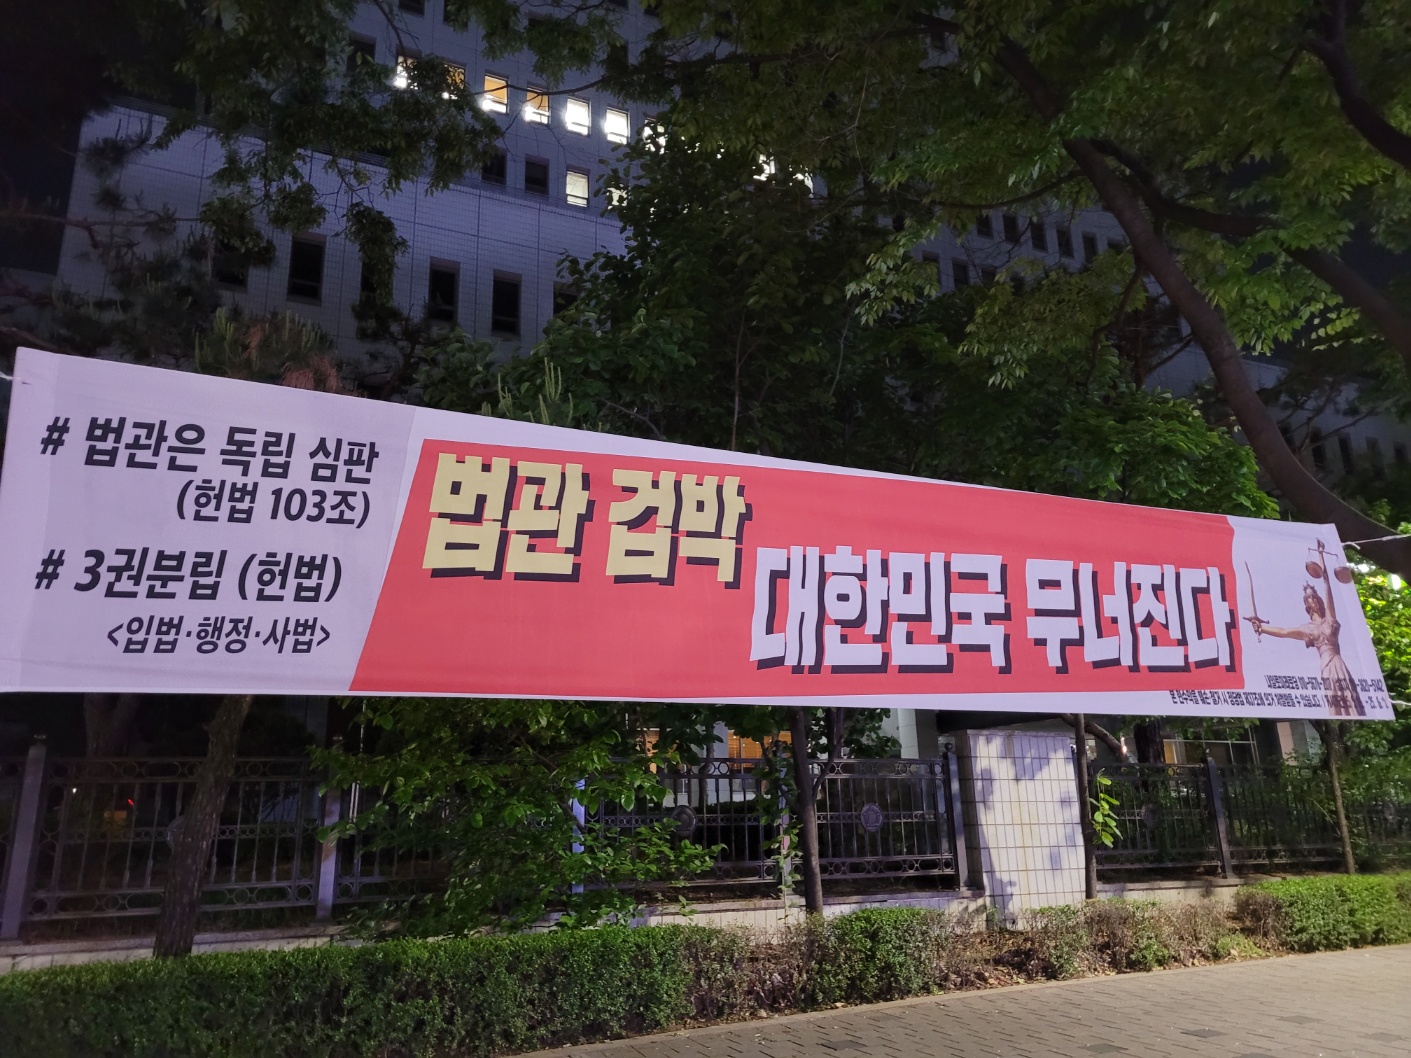 # 법관은 독립 심판
(헌법 103조)
# 3권분립 (헌법)
<입법·행정·사법>
법관 겁박
대한민국 무너진다